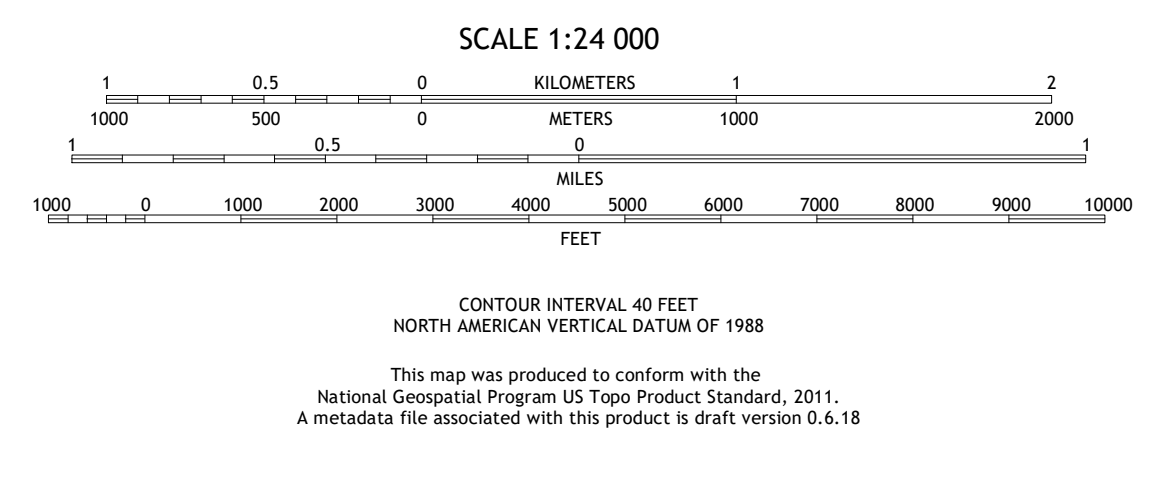 SCALE 1:24 000
1 0.5 0 KILOMETERS 1 2
1000 500 0 METERS 1000 2000
1 0.5 0 1
MILES
1000 0 1000 2000 3000 4000 5000 6000 7000 8000 9000 10000
FEET
CONTOUR INTERVAL 40 FEET
NORTH AMERICAN VERTICAL DATUM OF 1988
This map was produced to conform with the
National Geospatial Program US Topo Product Standard, 2011.
A metadata file associated with this product is draft version 0.6.18